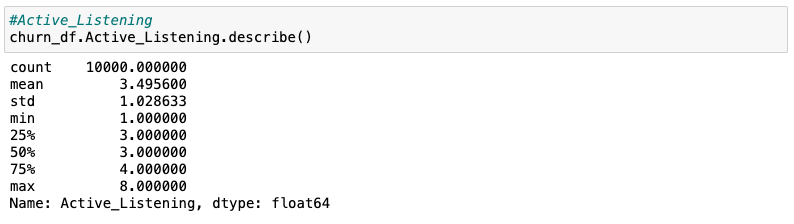 #Active_Listening
churn_df.Active_Listening.describe()
count    10000.000000
mean         3.495600
std          1.028633
min          1.000000
25%          3.000000
50%          3.000000
75%          4.000000
max          8.000000
Name: Active_Listening, dtype: float64